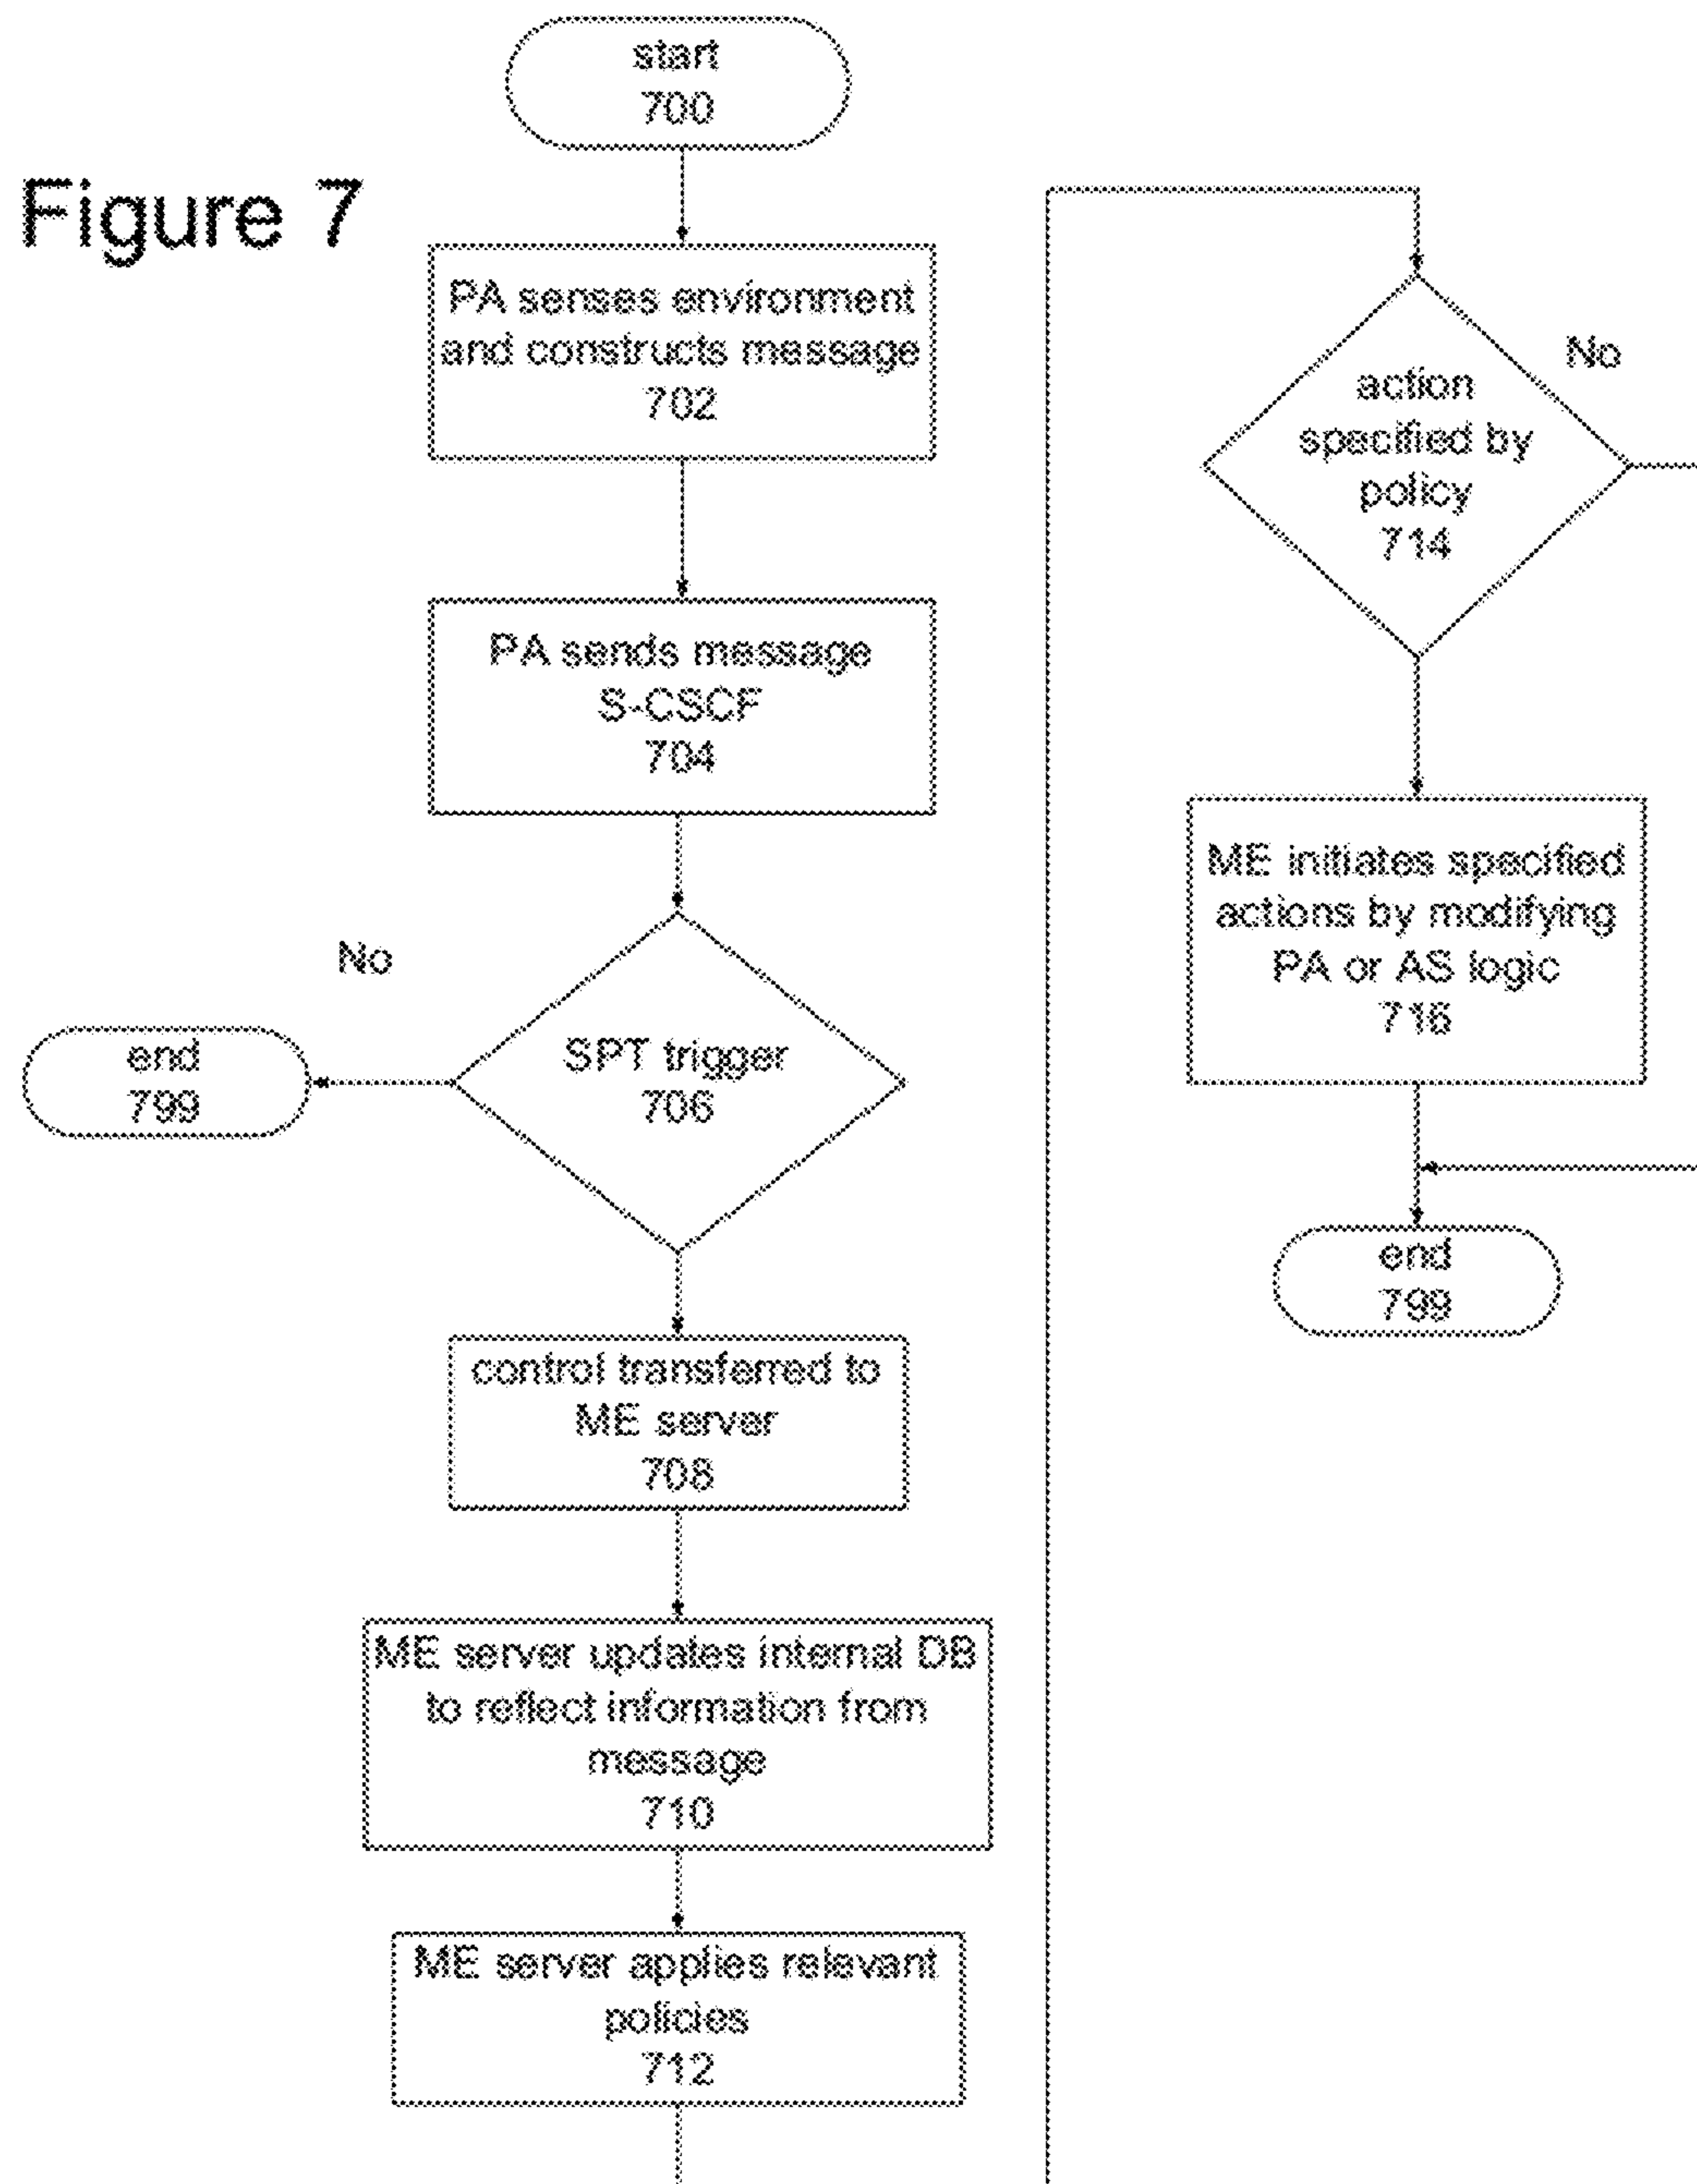 Figure 7
start
700
PA senses environment
and constructs message
702
PA sends message
S-CSCF
704
No
SPT trigger
706
end
799
control transferred to
ME server
708
ME server updates internal DB
to reflect information from
message
710
ME server applies relevant
policies
712
No
action
specified by
policy
714
ME initiates specified
actions by modifying
PA or AS logic
716
end
799